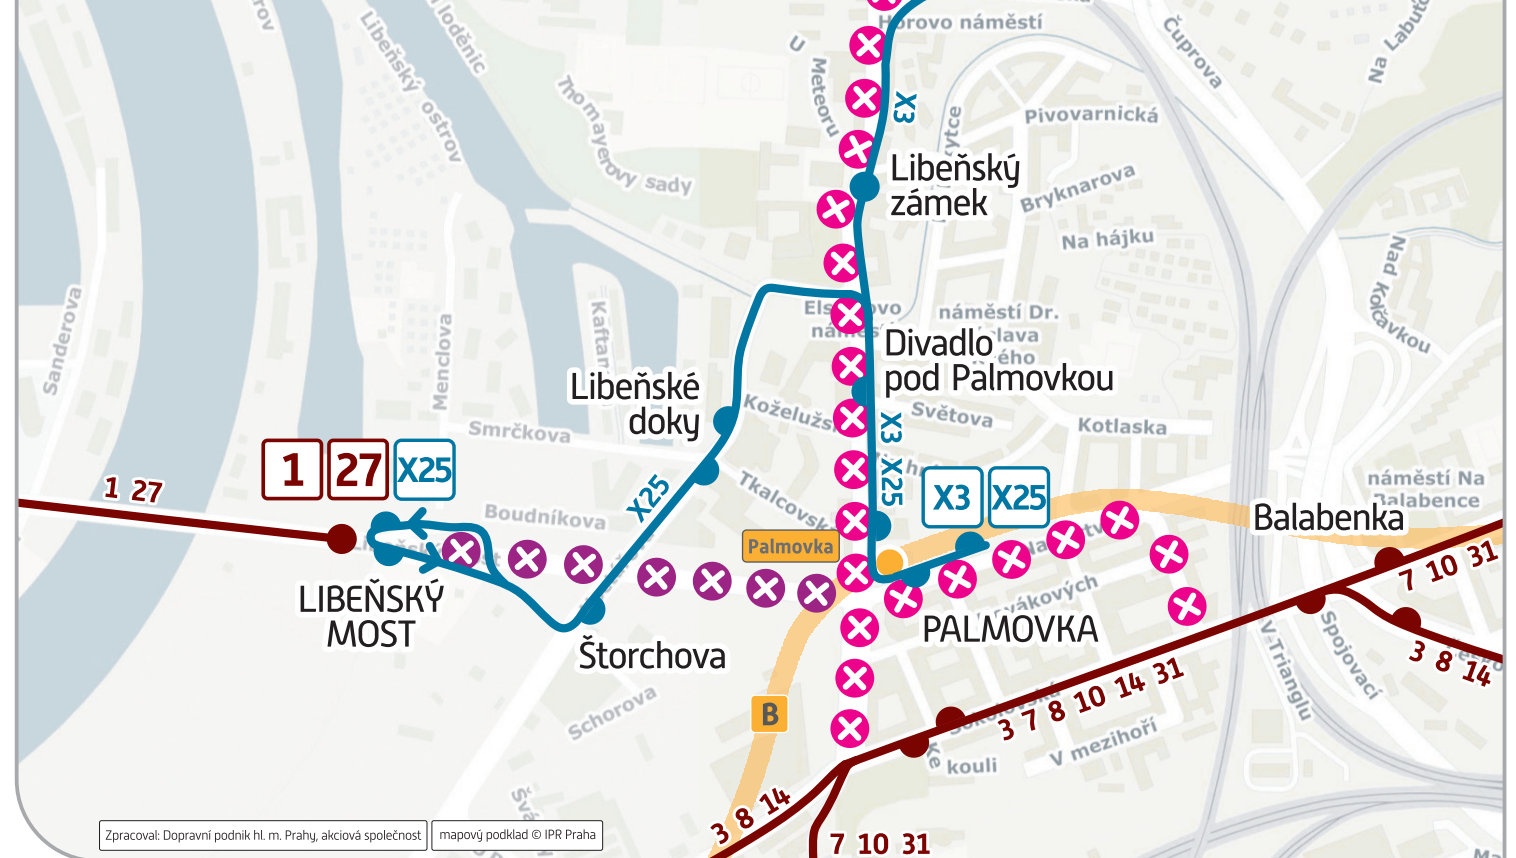 Horovo náměstí
Čuprova
Na Labuťce
Libeňský ostrov
loděnic
U Meteoru
Thomayerovy sady
X3
Pivovarnická
Libeňský
zámek
Bryknarova
Na hájku
Nad Kolčavkou
Sanderova
Menclova
náměstí Dr.
Divadlo
pod Palmovkou
Libeňské
doky
Světova
Kotlaska
Smrčkova
X3 X25
1 27 X25
1 27
X25
X3 X25
náměstí Na
Balabence
Boudníkova
Balabenka
Palmovka
7 10 31
LIBEŇSKÝ
MOST
PALMOVKA
Štorchova
V Trianglu
Spojovací
3 8 14
3 7 8 10 14 31
Schorova
B
V mezihoří
Ke kouli
3 8 14
7 10 31
Zpracoval: Dopravní podnik hl. m. Prahy, akciová společnost
mapový podklad © IPR Praha